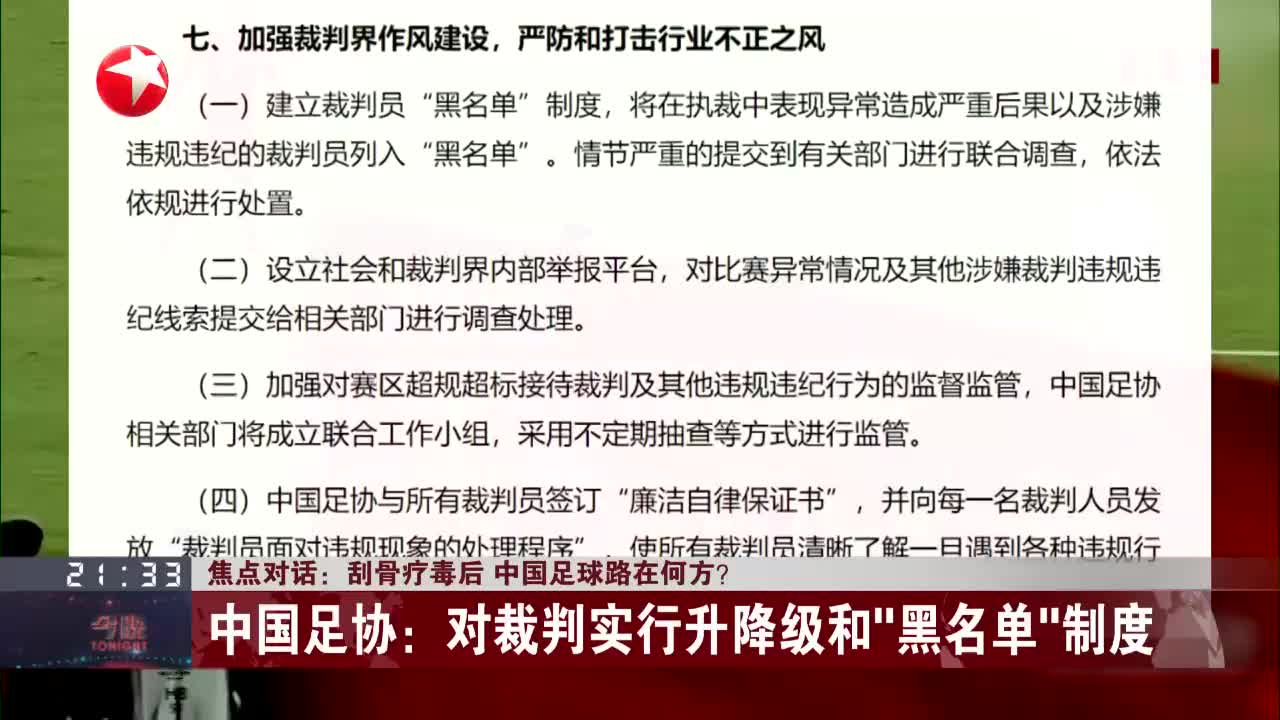 七、加强裁判界作风建设，严防和打击行业不正之风
（一）建立裁判员“黑名单”制度，将在执裁中表现异常造成严重后果以及涉嫌
违规违纪的裁判员列入“黑名单”。情节严重的提交到有关部门进行联合调查，依法
依规进行处置。
（二）设立社会和裁判界内部举报平台，对比赛异常情况及其他涉嫌裁判违规违
纪线索提交给相关部门进行调查处理。
（三）加强对赛区超规超标接待裁判及其他违规违纪行为的监督监管，中国足协
相关部门将成立联合工作小组，采用不定期抽查等方式进行监管。
（四）中国足协与所有裁判员签订“廉洁自律保证书”，并向每一名裁判人员发
放“裁判员面对违规现象的处理程序”，使所有裁判员清晰了解一旦遇到各种违规行
21:33
焦点对话：刮骨疗毒后 中国足球路在何方？
今晚
TONIGHT
中国足协：对裁判实行升降级和"黑名单"制度